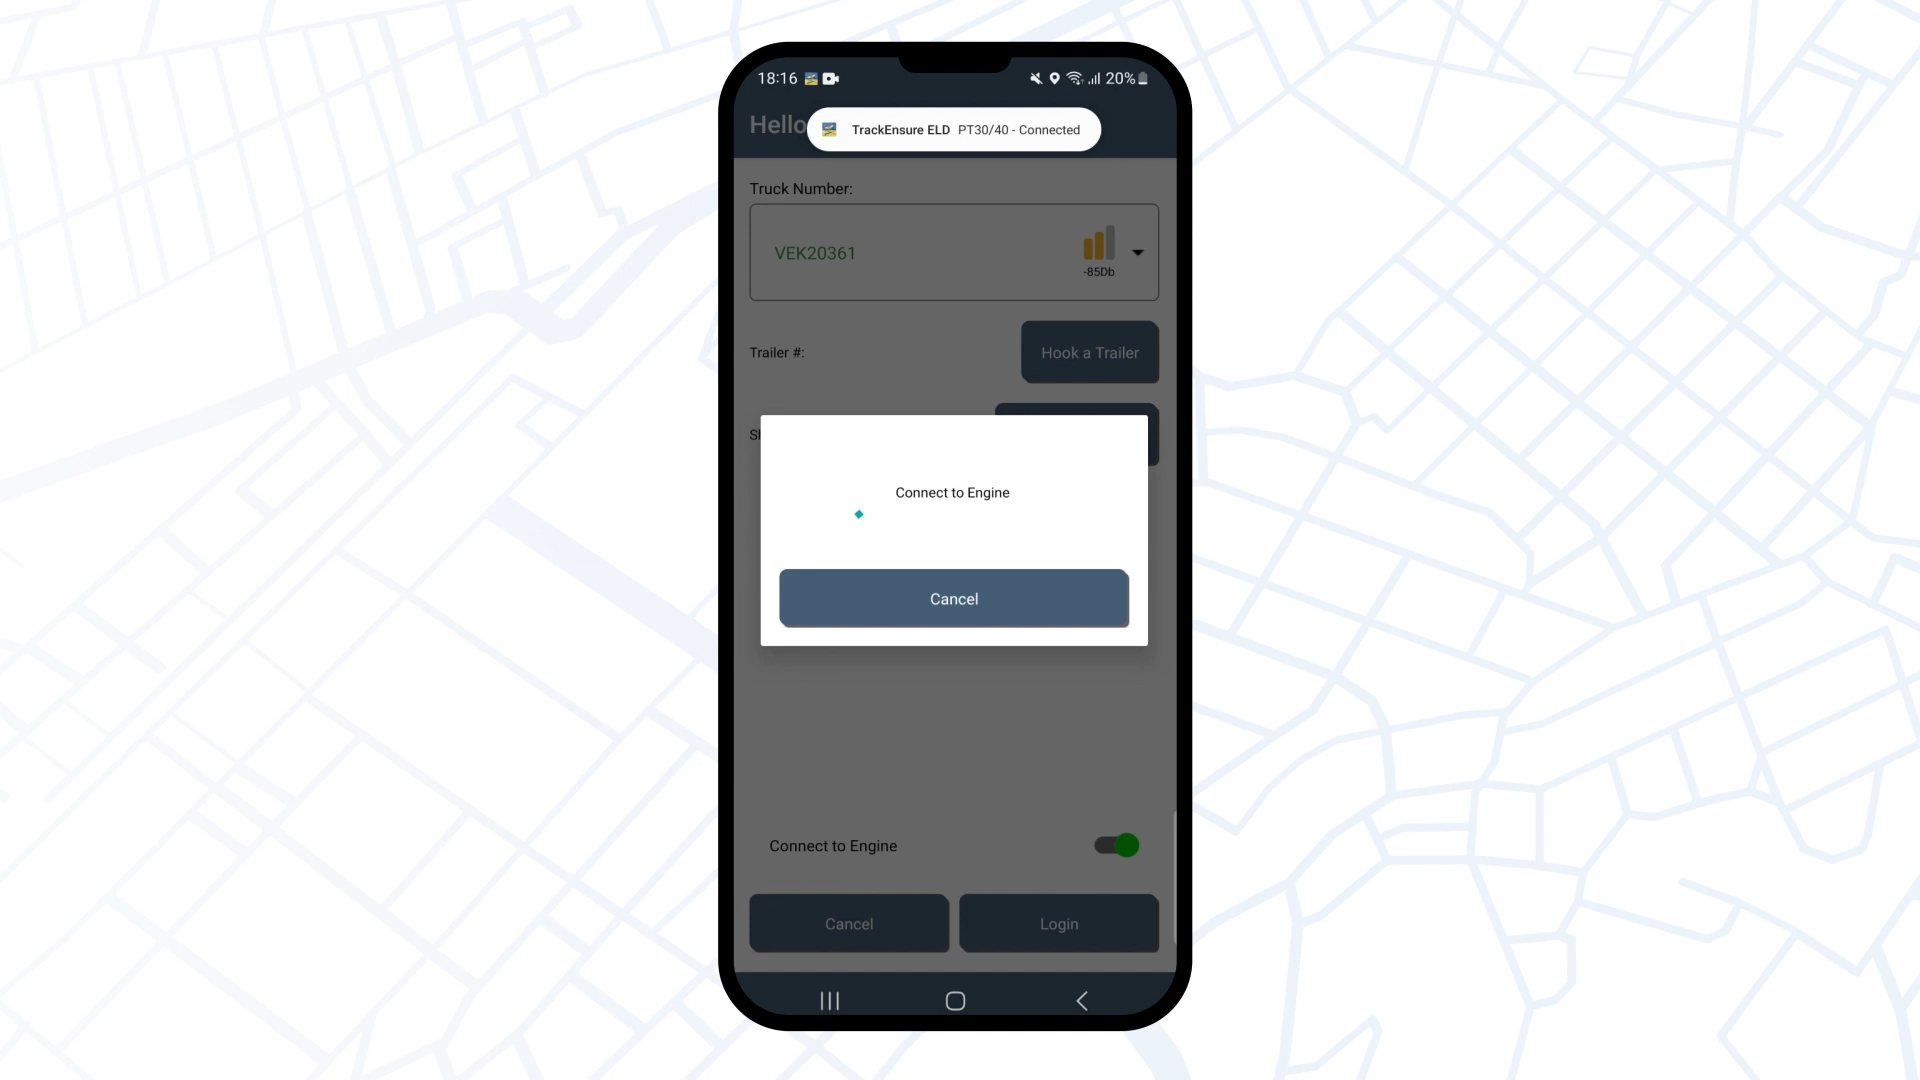 18:16
20%
Hello
TrackEnsure ELD PT30/40 - Connected
Truck Number:
VEK20361
-85Db
Trailer #:
Hook a Trailer
Connect to Engine
Cancel
Connect to Engine
Cancel
Login